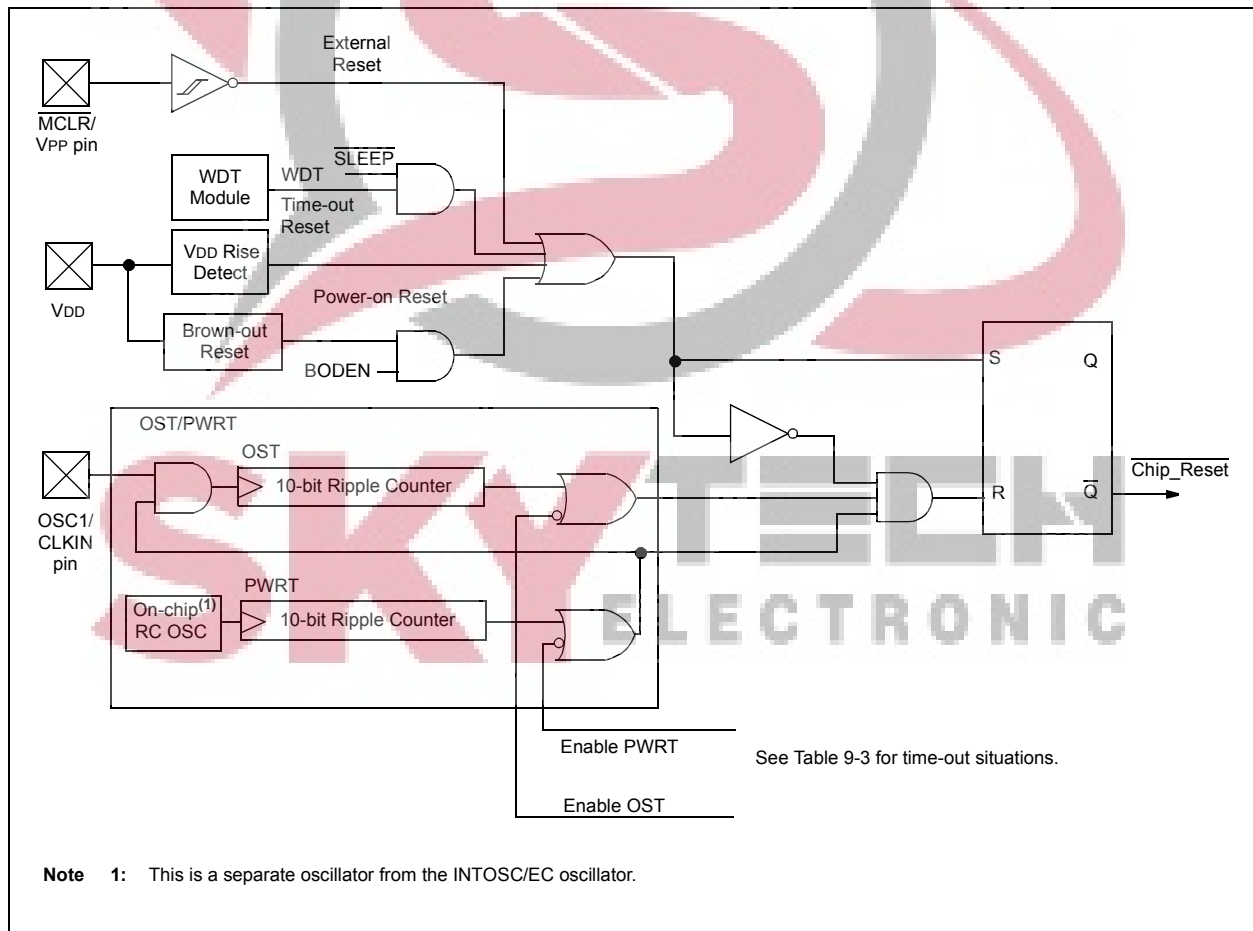 External
Reset
MCLR/
VPP pin
SLEEP
WDT
Module
WDT
Time-out
Reset
VDD Rise
Detect
VDD
Power-on Reset
Brown-out
Reset
BODEN
S
Q
OST/PWRT
OST
10-bit Ripple Counter
OSC1/
CLKIN
pin
R
Q
Chip_Reset
PWRT
On-chip(1)
RC OSC
10-bit Ripple Counter
SKYTECH
ELECTRONIC
Enable PWRT
See Table 9-3 for time-out situations.
Enable OST
Note 1: This is a separate oscillator from the INTOSC/EC oscillator.